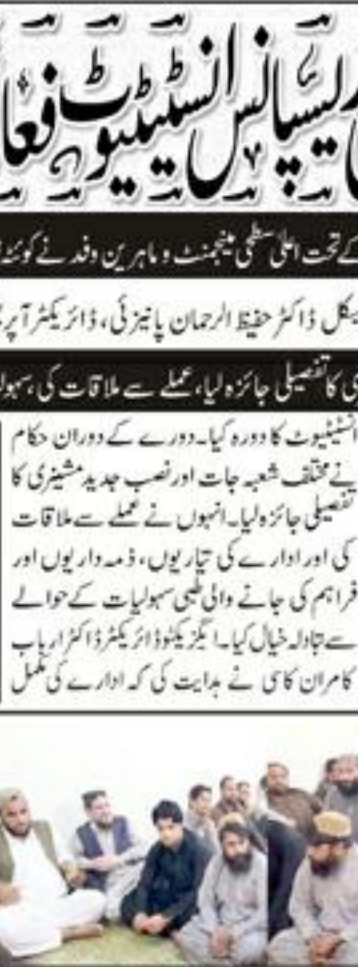 ریسپانس انسٹیٹیوٹ فعا
کے تحت اعلیٰ سطحی مینجمنٹ و ماہرین وفد نے کوئٹہ
یکل ڈاکٹر حفیظ الرحمان پانیزئی، ڈائریکٹر آپر
ی کا تفصیلی جائزہ لیا، عملے سے ملاقات کی، سہول
انسٹیٹیوٹ کا دورہ کیا۔ دورے کے دوران حکام
نے مختلف شعبہ جات اور نصب جدید مشینری کا
تفصیلی جائزہ لیا۔ انہوں نے عملے سے ملاقات
کی اور ادارے کی تیاریوں، ذمہ داریوں اور
فراہم کی جانے والی طبی سہولیات کے حوالے
سے تبادلہ خیال کیا۔ ایگزیکٹو ڈائریکٹر ڈاکٹر ارباب
کامران کاسی نے ہدایت کی کہ ادارے کی مکمل